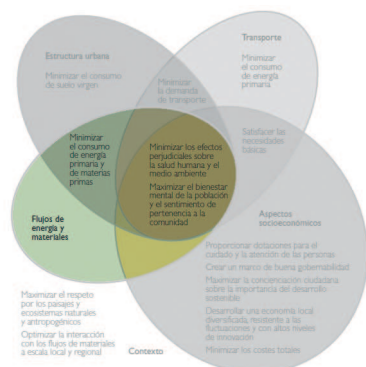 Estructura urbana
Minimizar el consumo
de suelo virgen
Transporte
Minimizar
el consumo
de energía
primaria
Minimizar
la demanda
de transporte
Satisfacer las
necesidades
básicas
Minimizar
el consumo
de energía
primaria y
de materias
primas
Minimizar los efectos
perjudiciales sobre
la salud humana y el
medio ambiente
Maximizar el bienestar
mental de la población
y el sentimiento de
pertenencia a la
comunidad
Flujos de
energía y
materiales
Aspectos
socioeconómicos
Proporcionar dotaciones para el
cuidado y la atención de las personas
Crear un marco de buena gobernabilidad
Maximizar la concienciación ciudadana
sobre la importancia del desarrollo
sostenible
Desarrollar una economía local
diversificada, resistente a las
fluctuaciones y con altos niveles
de innovación
Minimizar los costes totales
Maximizar el respeto
por los paisajes y
ecosistemas naturales
y antropogénicos
Optimizar la interacción
con los flujos de materiales
a escala local y regional
Contexto